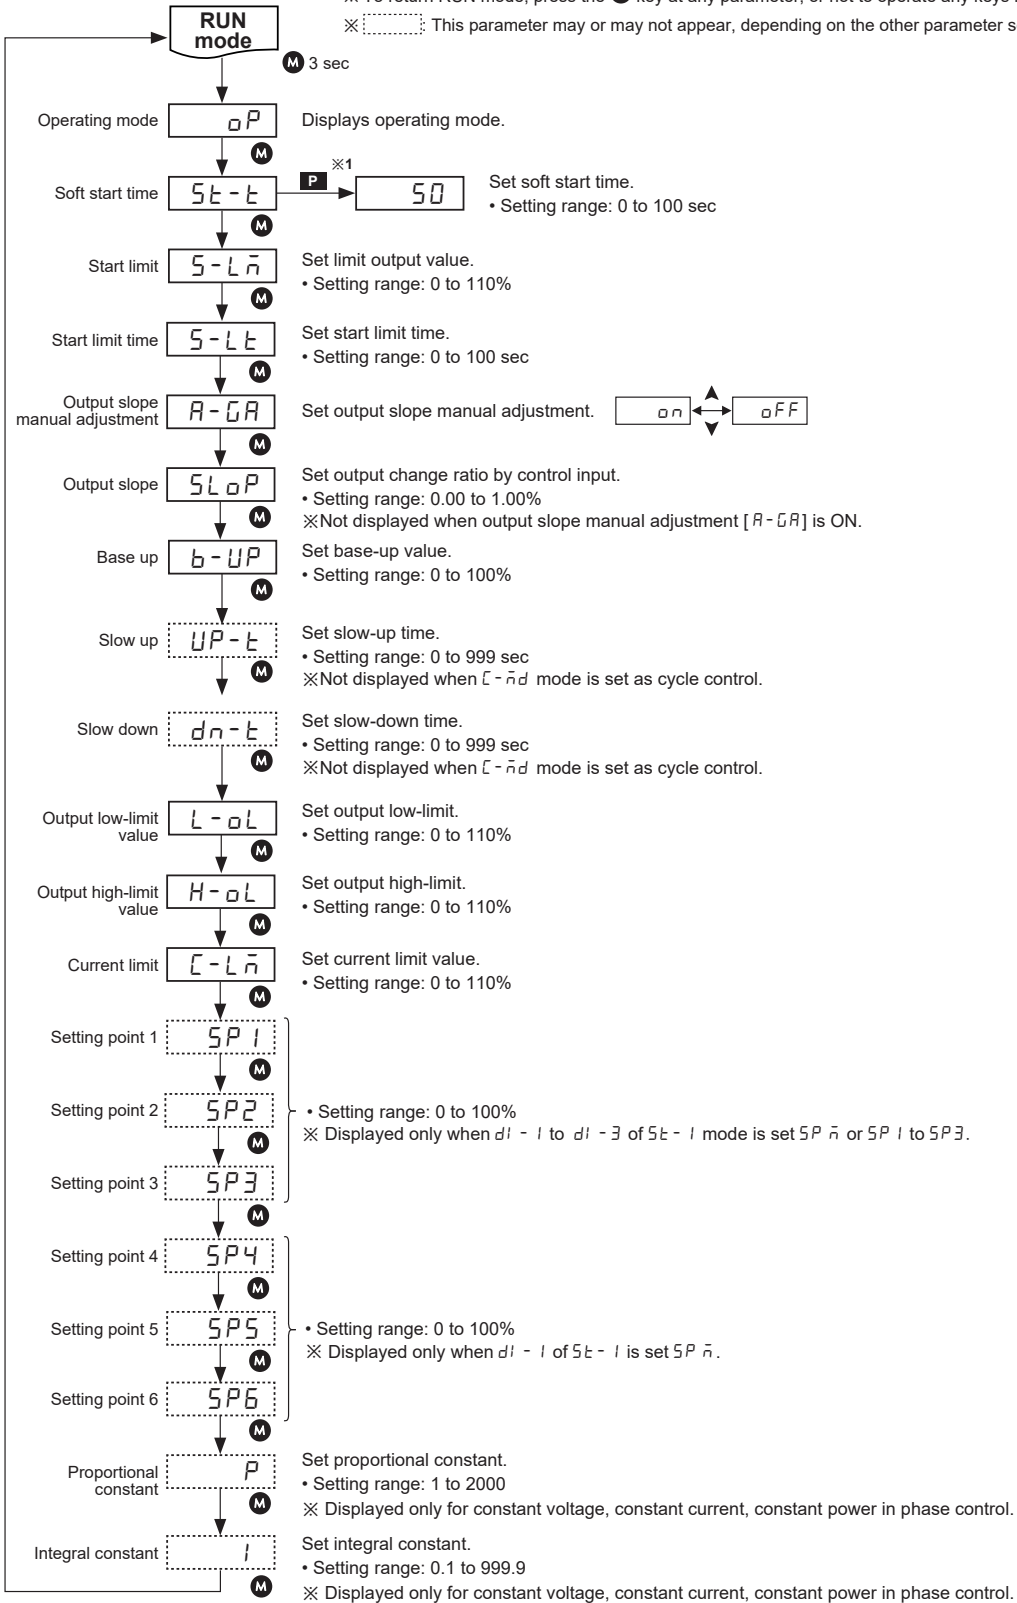 ※ To return RUN mode, press the M key at any parameter, or not to operate any keys
※ : This parameter may or may not appear, depending on the other parameter s
RUN
mode
M 3 sec
Operating mode oP Displays operating mode.
M
Soft start time St-t P ※1 50 Set soft start time.
• Setting range: 0 to 100 sec
M
Start limit S-LM Set limit output value.
• Setting range: 0 to 110%
M
Start limit time S-Lt Set start limit time.
• Setting range: 0 to 100 sec
M
Output slope
manual adjustment A-GA Set output slope manual adjustment. on oFF
M
Output slope SLoP Set output change ratio by control input.
• Setting range: 0.00 to 1.00%
M ※Not displayed when output slope manual adjustment [A-GA] is ON.
Base up b-UP Set base-up value.
• Setting range: 0 to 100%
M
Slow up UP-t Set slow-up time.
• Setting range: 0 to 999 sec
M ※Not displayed when C-Md mode is set as cycle control.
Slow down dn-t Set slow-down time.
• Setting range: 0 to 999 sec
M ※Not displayed when C-Md mode is set as cycle control.
Output low-limit
value L-oL Set output low-limit.
• Setting range: 0 to 110%
M
Output high-limit
value H-oL Set output high-limit.
• Setting range: 0 to 110%
M
Current limit C-LM Set current limit value.
• Setting range: 0 to 110%
M
Setting point 1 SP1
M
Setting point 2 SP2 • Setting range: 0 to 100%
※ Displayed only when dI-1 to dI-3 of St-1 mode is set SPM or SP1 to SP3.
M
Setting point 3 SP3
M
Setting point 4 SP4
M
Setting point 5 SP5 • Setting range: 0 to 100%
※ Displayed only when dI-1 of St-1 is set SPM.
M
Setting point 6 SP6
M
Proportional
constant P Set proportional constant.
• Setting range: 1 to 2000
M ※ Displayed only for constant voltage, constant current, constant power in phase control.
Integral constant I Set integral constant.
• Setting range: 0.1 to 999.9
M ※ Displayed only for constant voltage, constant current, constant power in phase control.